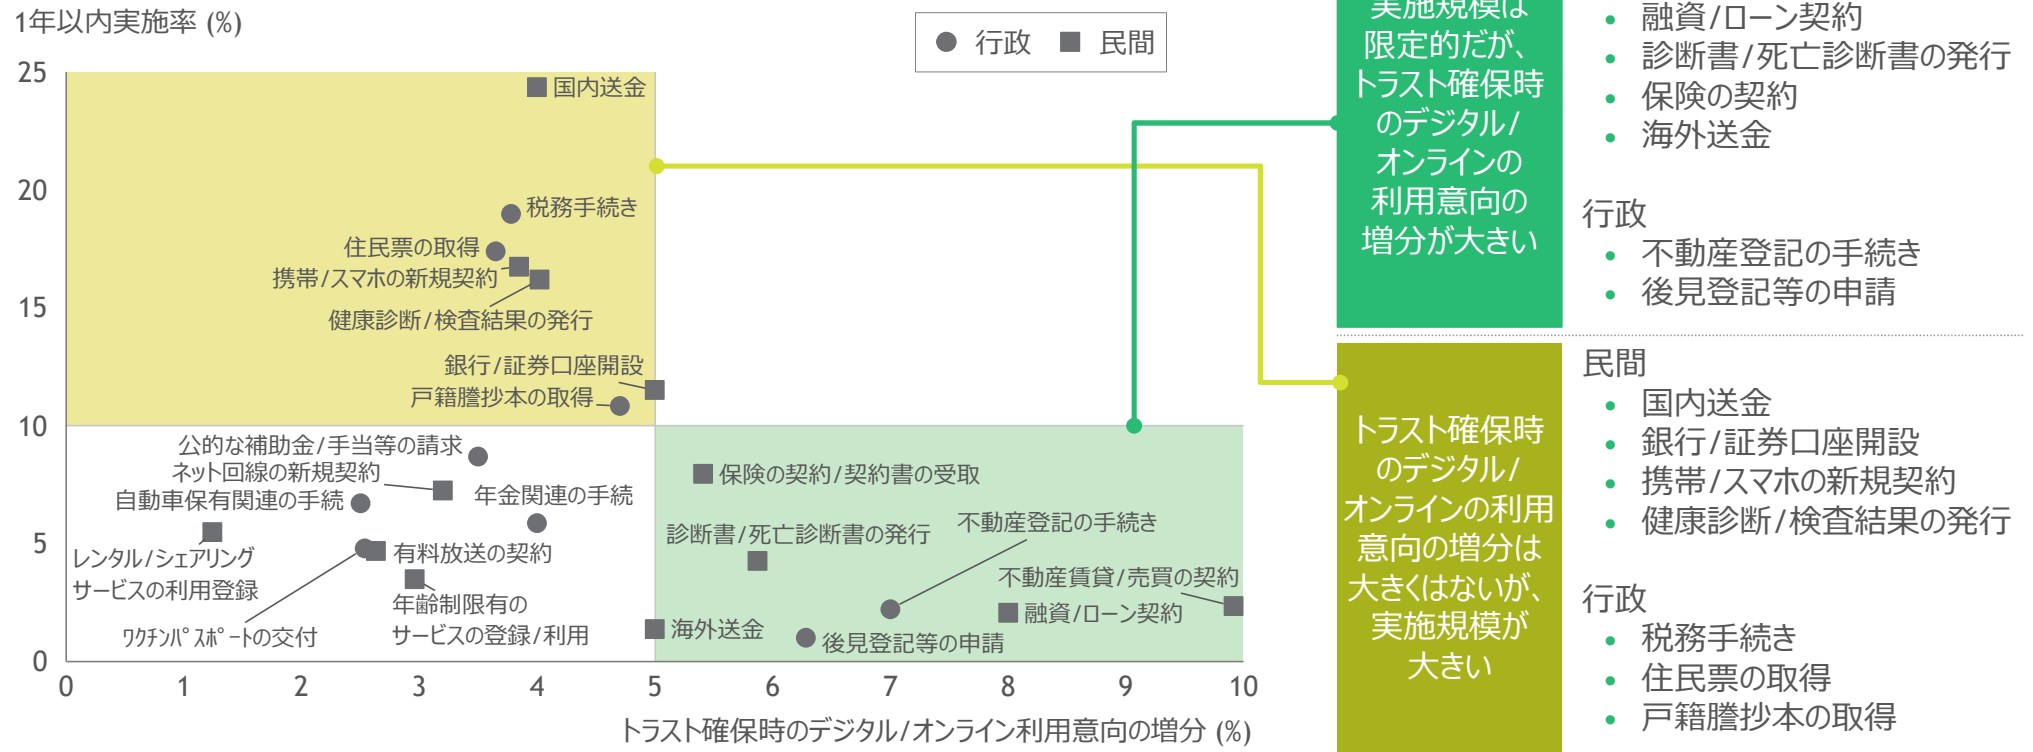 1年以内実施率 (%)
行政
民間
25
20
15
10
5
0
0
1
2
3
4
5
6
7
8
9
10
トラスト確保時のデジタル/オンライン利用意向の増分 (%)
国内送金
税務手続き
住民票の取得
携帯/スマホの新規契約
健康診断/検査結果の発行
銀行/証券口座開設
戸籍謄抄本の取得
公的な補助金/手当等の請求
ネット回線の新規契約
自動車保有関連の手続
年金関連の手続
レンタル/シェアリング
サービスの利用登録
有料放送の契約
年齢制限有の
サービスの登録/利用
ワクチンパスポートの交付
保険の契約/契約書の受取
診断書/死亡診断書の発行
不動産登記の手続き
不動産賃貸/売買の契約
融資/ローン契約
海外送金
後見登記等の申請
実施規模は
限定的だが、
トラスト確保時
のデジタル/
オンラインの
利用意向の
増分が大きい
• 融資/ローン契約
• 診断書/死亡診断書の発行
• 保険の契約
• 海外送金
行政
• 不動産登記の手続き
• 後見登記等の申請
トラスト確保時
のデジタル/
オンラインの利用
意向の増分は
大きくはないが、
実施規模が
大きい
民間
• 国内送金
• 銀行/証券口座開設
• 携帯/スマホの新規契約
• 健康診断/検査結果の発行
行政
• 税務手続き
• 住民票の取得
• 戸籍謄抄本の取得